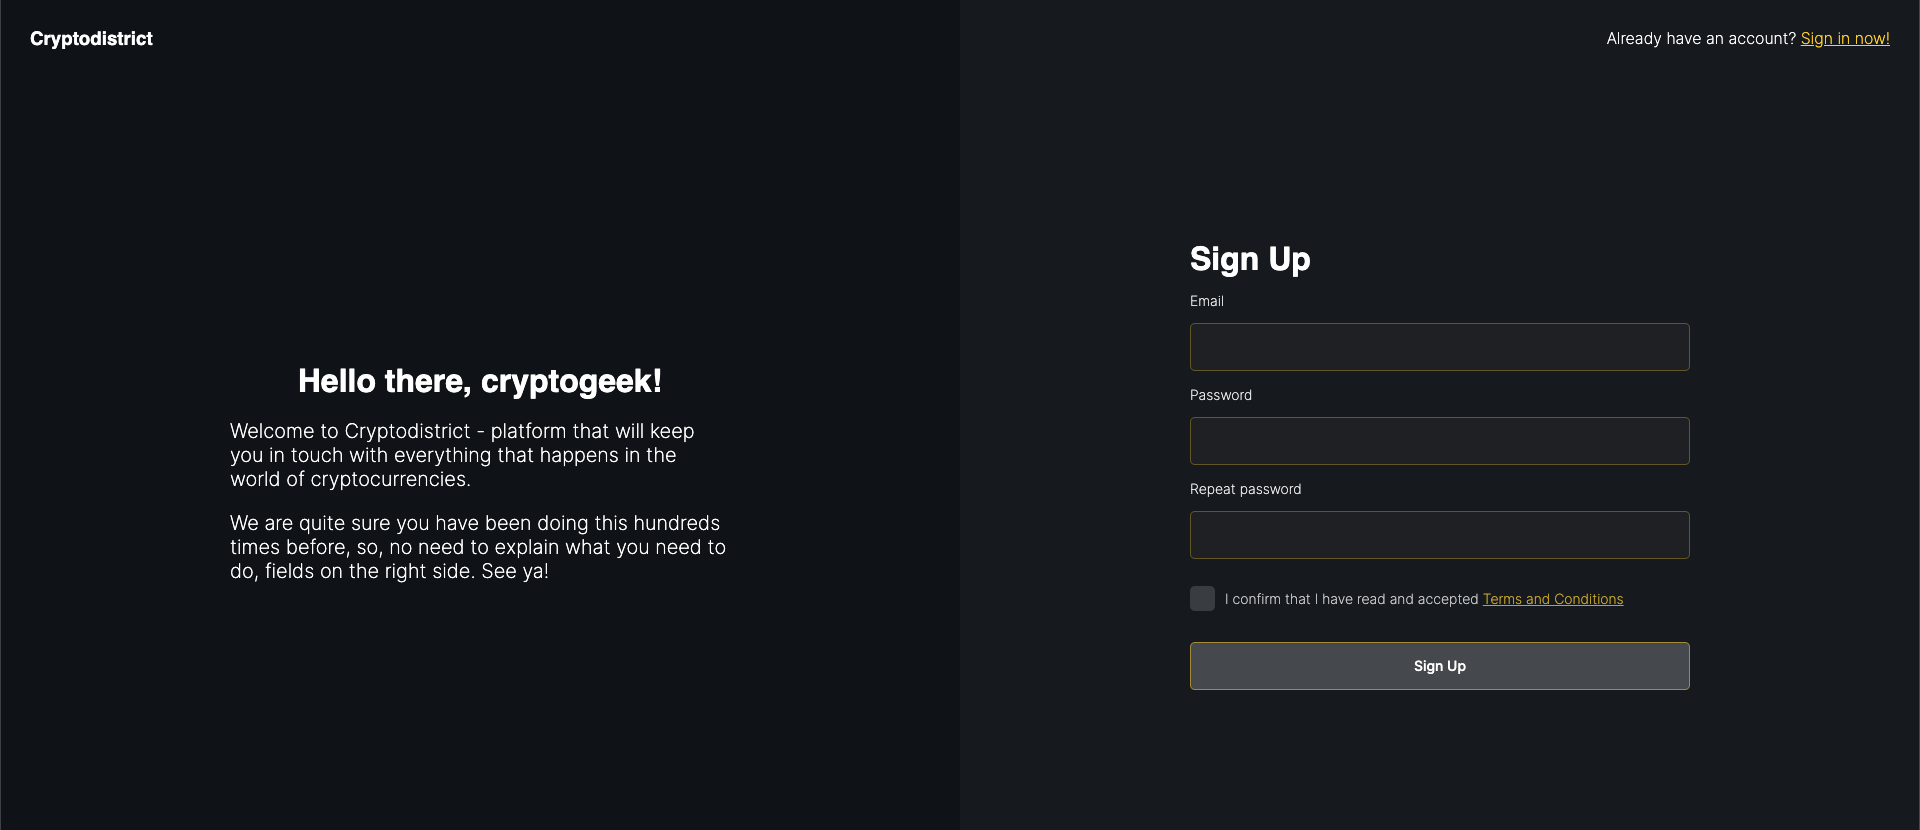 Cryptodistrict
Already have an account? Sign in now!
Hello there, cryptogeek!
Welcome to Cryptodistrict - platform that will keep
you in touch with everything that happens in the
world of cryptocurrencies.
We are quite sure you have been doing this hundreds
times before, so, no need to explain what you need to
do, fields on the right side. See ya!
Sign Up
Email
Password
Repeat password
I confirm that I have read and accepted Terms and Conditions
Sign Up